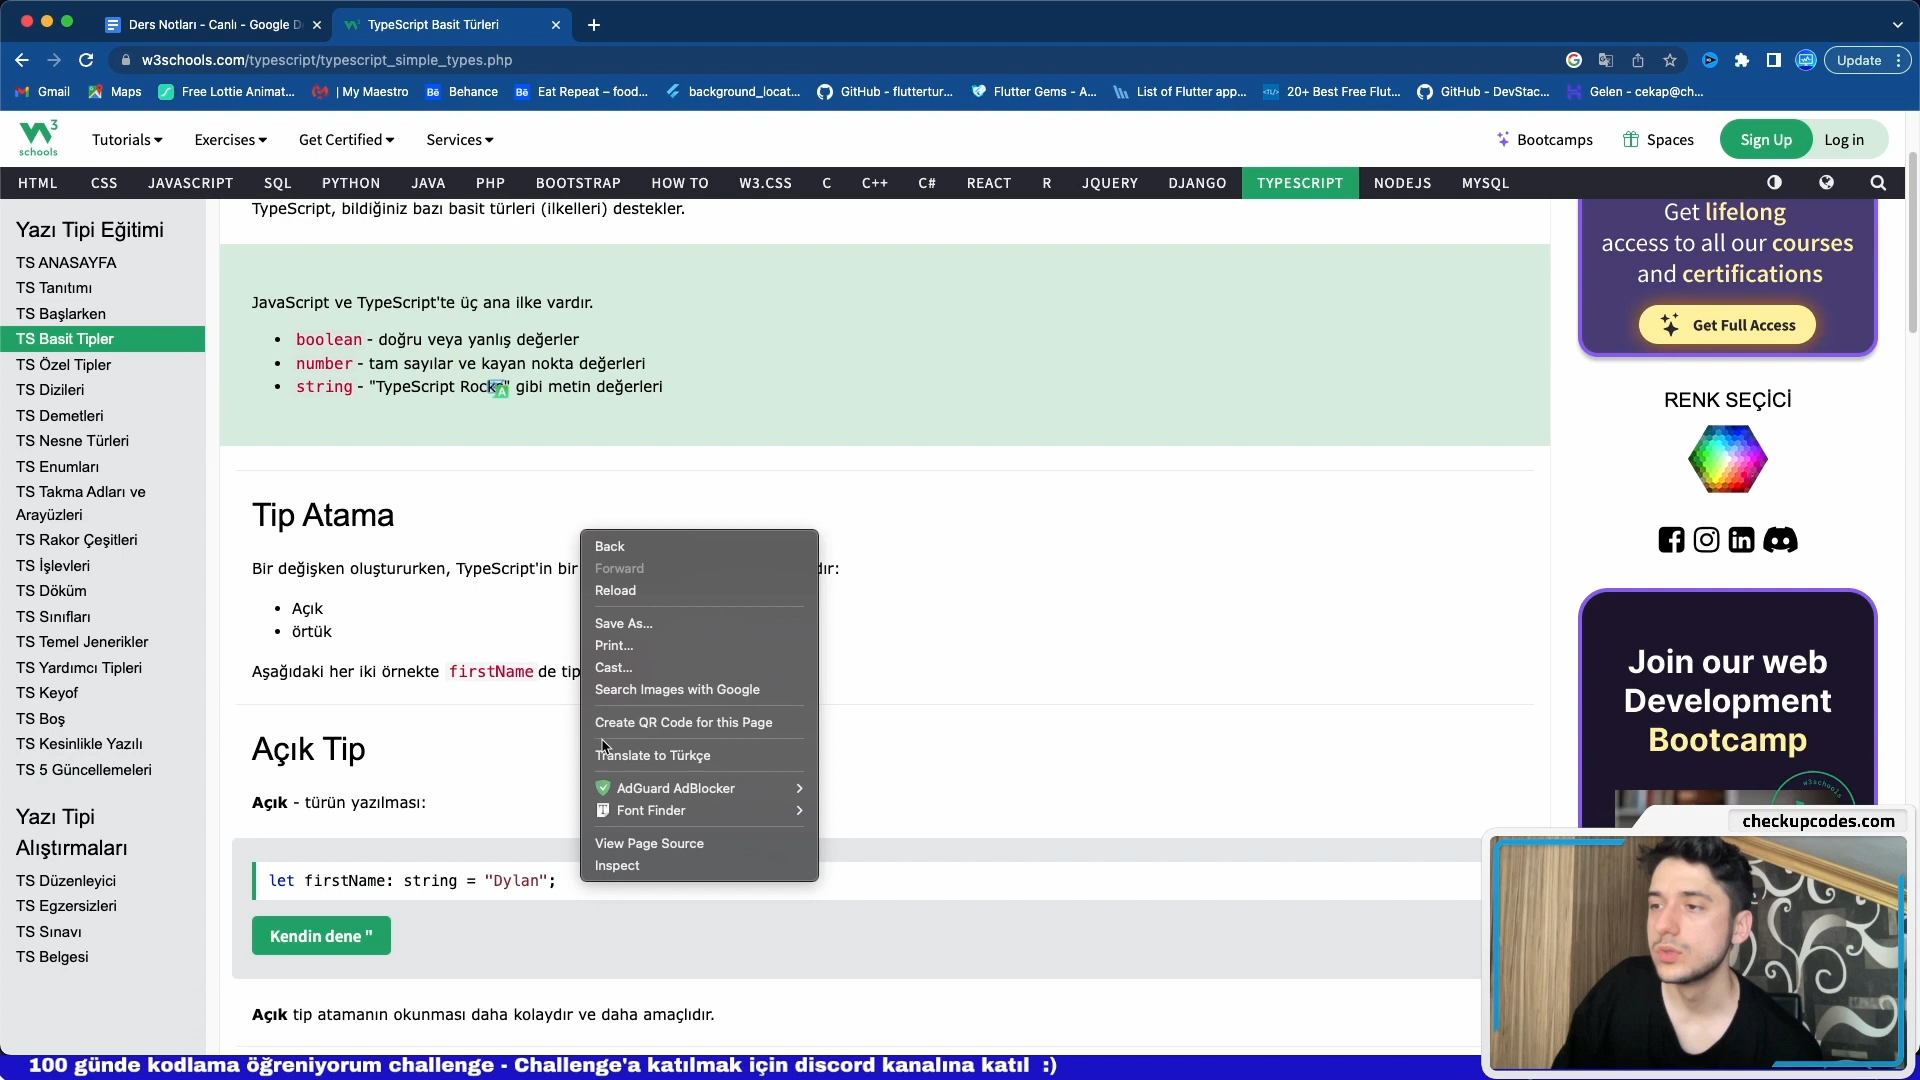 Ders Notları - Canlı - Google D
TypeScript Basit Türleri
w3schools.com/typescript/typescript_simple_types.php
Update
Gmail
Maps
Free Lottie Animat...
| My Maestro
Behance
Eat Repeat – food...
background_locat...
GitHub - fluttertur...
Flutter Gems - A...
List of Flutter app...
20+ Best Free Flut...
GitHub - DevStac...
Gelen - cekap@ch...
schools
Tutorials
Exercises
Get Certified
Services
Bootcamps
Spaces
Sign Up
Log in
HTML CSS JAVASCRIPT SQL PYTHON JAVA PHP BOOTSTRAP HOW TO W3.CSS C C++ C# REACT R JQUERY DJANGO TYPESCRIPT NODEJS MYSQL
Yazı Tipi Eğitimi
TS ANASAYFA
TS Tanıtımı
TS Başlarken
TS Basit Tipler
TS Özel Tipler
TS Dizileri
TS Demetleri
TS Nesne Türleri
TS Enumları
TS Takma Adları ve
Arayüzleri
TS Rakor Çeşitleri
TS İşlevleri
TS Döküm
TS Sınıfları
TS Temel Jenerikler
TS Yardımcı Tipleri
TS Keyof
TS Boş
TS Kesinlikle Yazılı
TS 5 Güncellemeleri
Yazı Tipi
Alıştırmaları
TS Düzenleyici
TS Egzersizleri
TS Sınavı
TS Belgesi
TypeScript, bildiğiniz bazı basit türleri (ilkelleri) destekler.
JavaScript ve TypeScript'te üç ana ilke vardır.
• boolean - doğru veya yanlış değerler
• number - tam sayılar ve kayan nokta değerleri
• string - "TypeScript Rocks" gibi metin değerleri
Tip Atama
Bir değişken oluştururken, TypeScript'in bir
• Açık
• örtük
Aşağıdaki her iki örnekte firstName de tip
Açık Tip
Açık - türün yazılması:
let firstName: string = "Dylan";
Kendin dene "
Açık tip atamanın okunması daha kolaydır ve daha amaçlıdır.
Back
Forward
Reload
Save As...
Print...
Cast...
Search Images with Google
Create QR Code for this Page
Translate to Türkçe
AdGuard AdBlocker
Font Finder
View Page Source
Inspect
Get lifelong
access to all our courses
and certifications
Get Full Access
RENK SEÇİCİ
Join our web
Development
Bootcamp
w3schools
checkupcodes.com
100 günde kodlama öğreniyorum challenge - Challenge'a katılmak için discord kanalına katıl :)